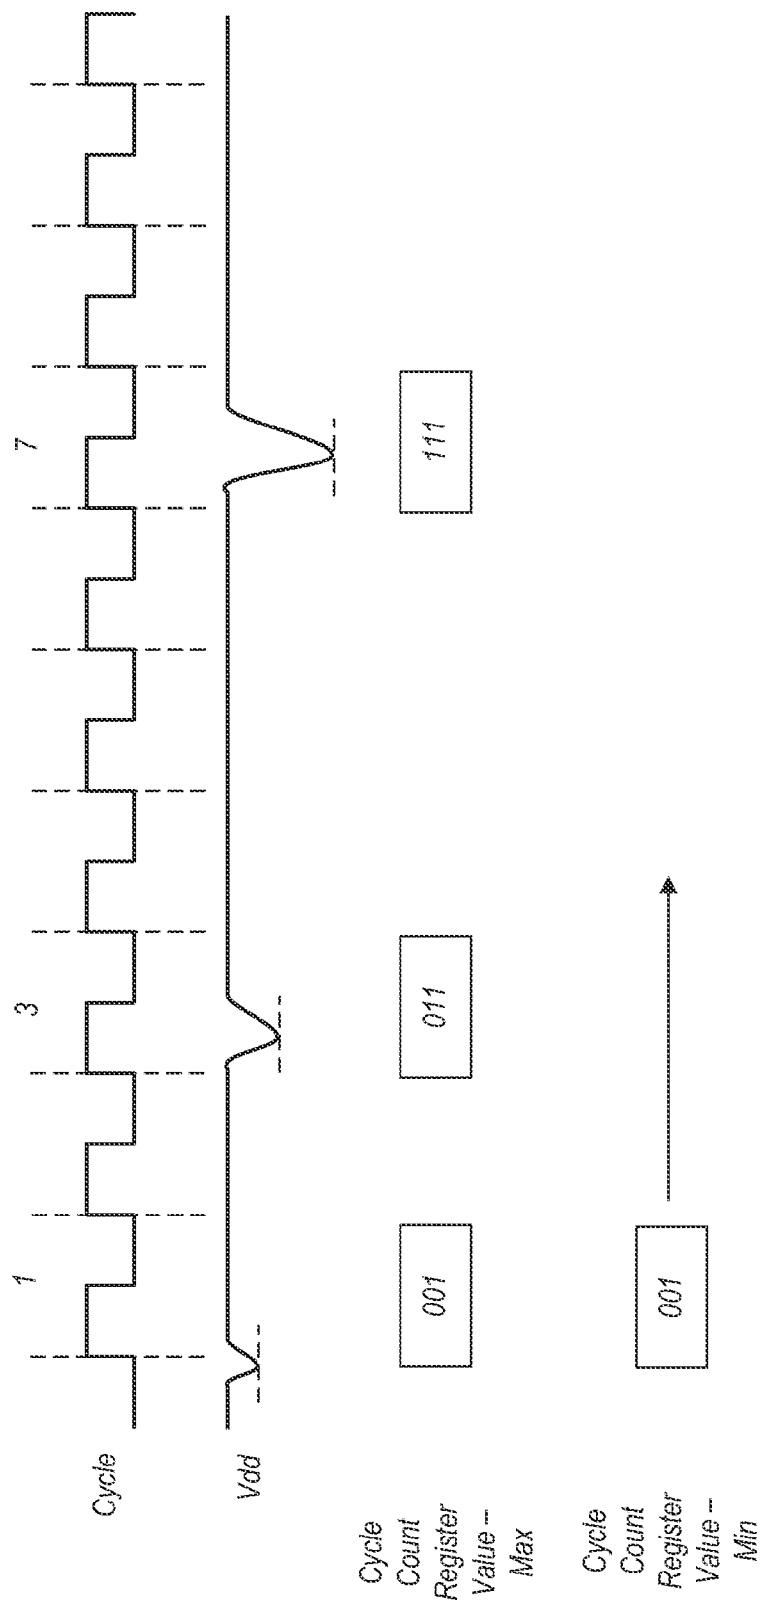 1
3
7
Cycle
Vdd
Cycle
Count
Register
Value –
Max
001
011
111
Cycle
Count
Register
Value –
Min
001